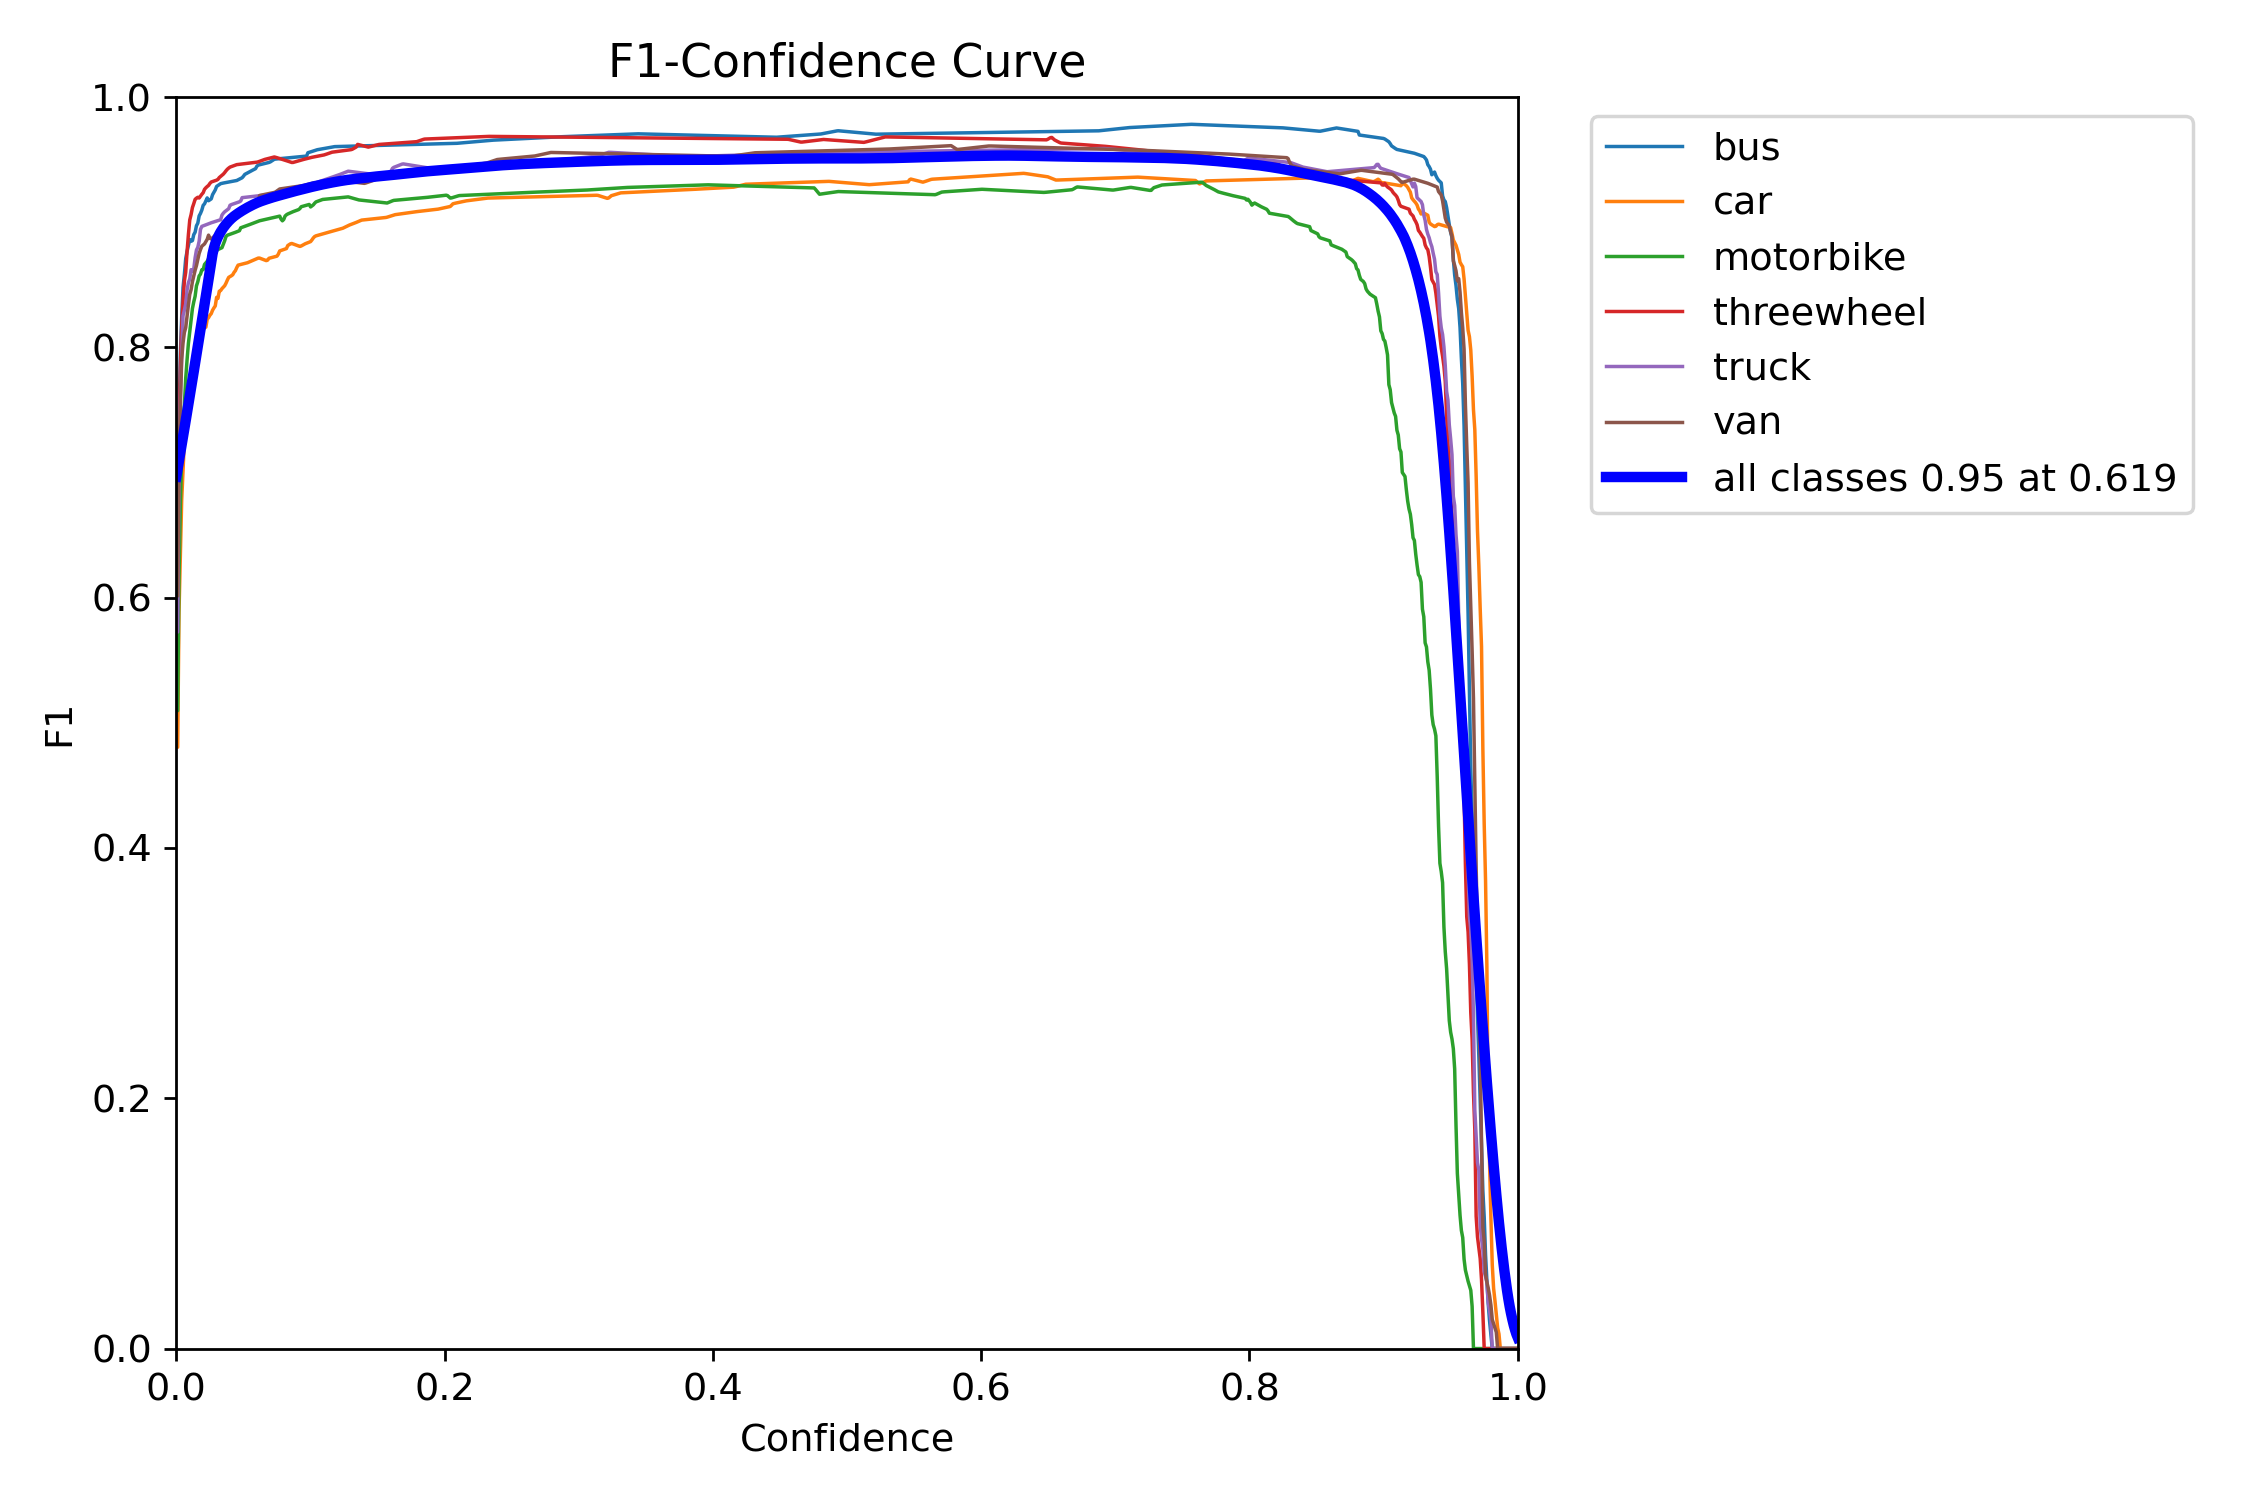 F1-Confidence Curve
1.0
0.8
0.6
0.4
0.2
0.0
F1
0.0 0.2 0.4 0.6 0.8 1.0
Confidence
bus
car
motorbike
threewheel
truck
van
all classes 0.95 at 0.619